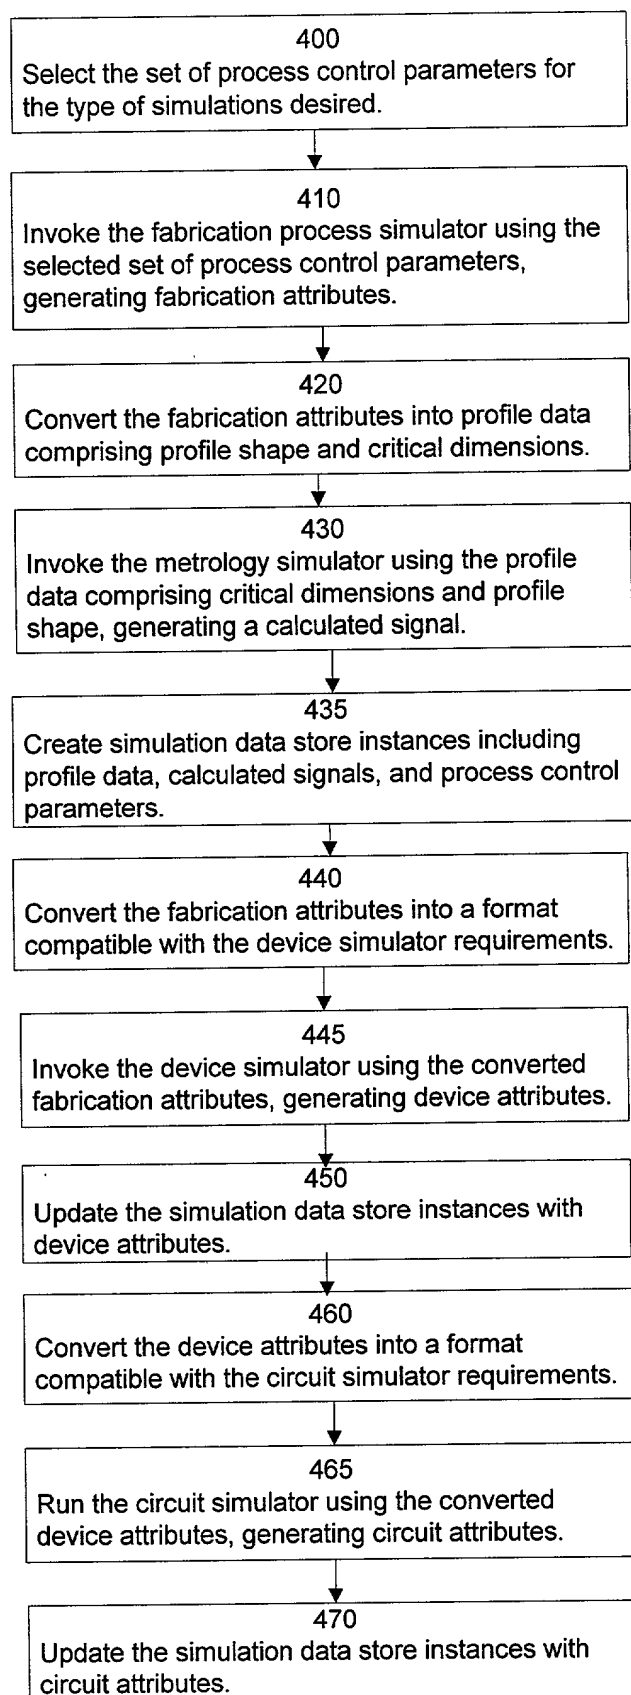 400
Select the set of process control parameters for
the type of simulations desired.
410
Invoke the fabrication process simulator using the
selected set of process control parameters,
generating fabrication attributes.
420
Convert the fabrication attributes into profile data
comprising profile shape and critical dimensions.
430
Invoke the metrology simulator using the profile
data comprising critical dimensions and profile
shape, generating a calculated signal.
435
Create simulation data store instances including
profile data, calculated signals, and process control
parameters.
440
Convert the fabrication attributes into a format
compatible with the device simulator requirements.
445
Invoke the device simulator using the converted
fabrication attributes, generating device attributes.
450
Update the simulation data store instances with
device attributes.
460
Convert the device attributes into a format
compatible with the circuit simulator requirements.
465
Run the circuit simulator using the converted
device attributes, generating circuit attributes.
470
Update the simulation data store instances with
circuit attributes.